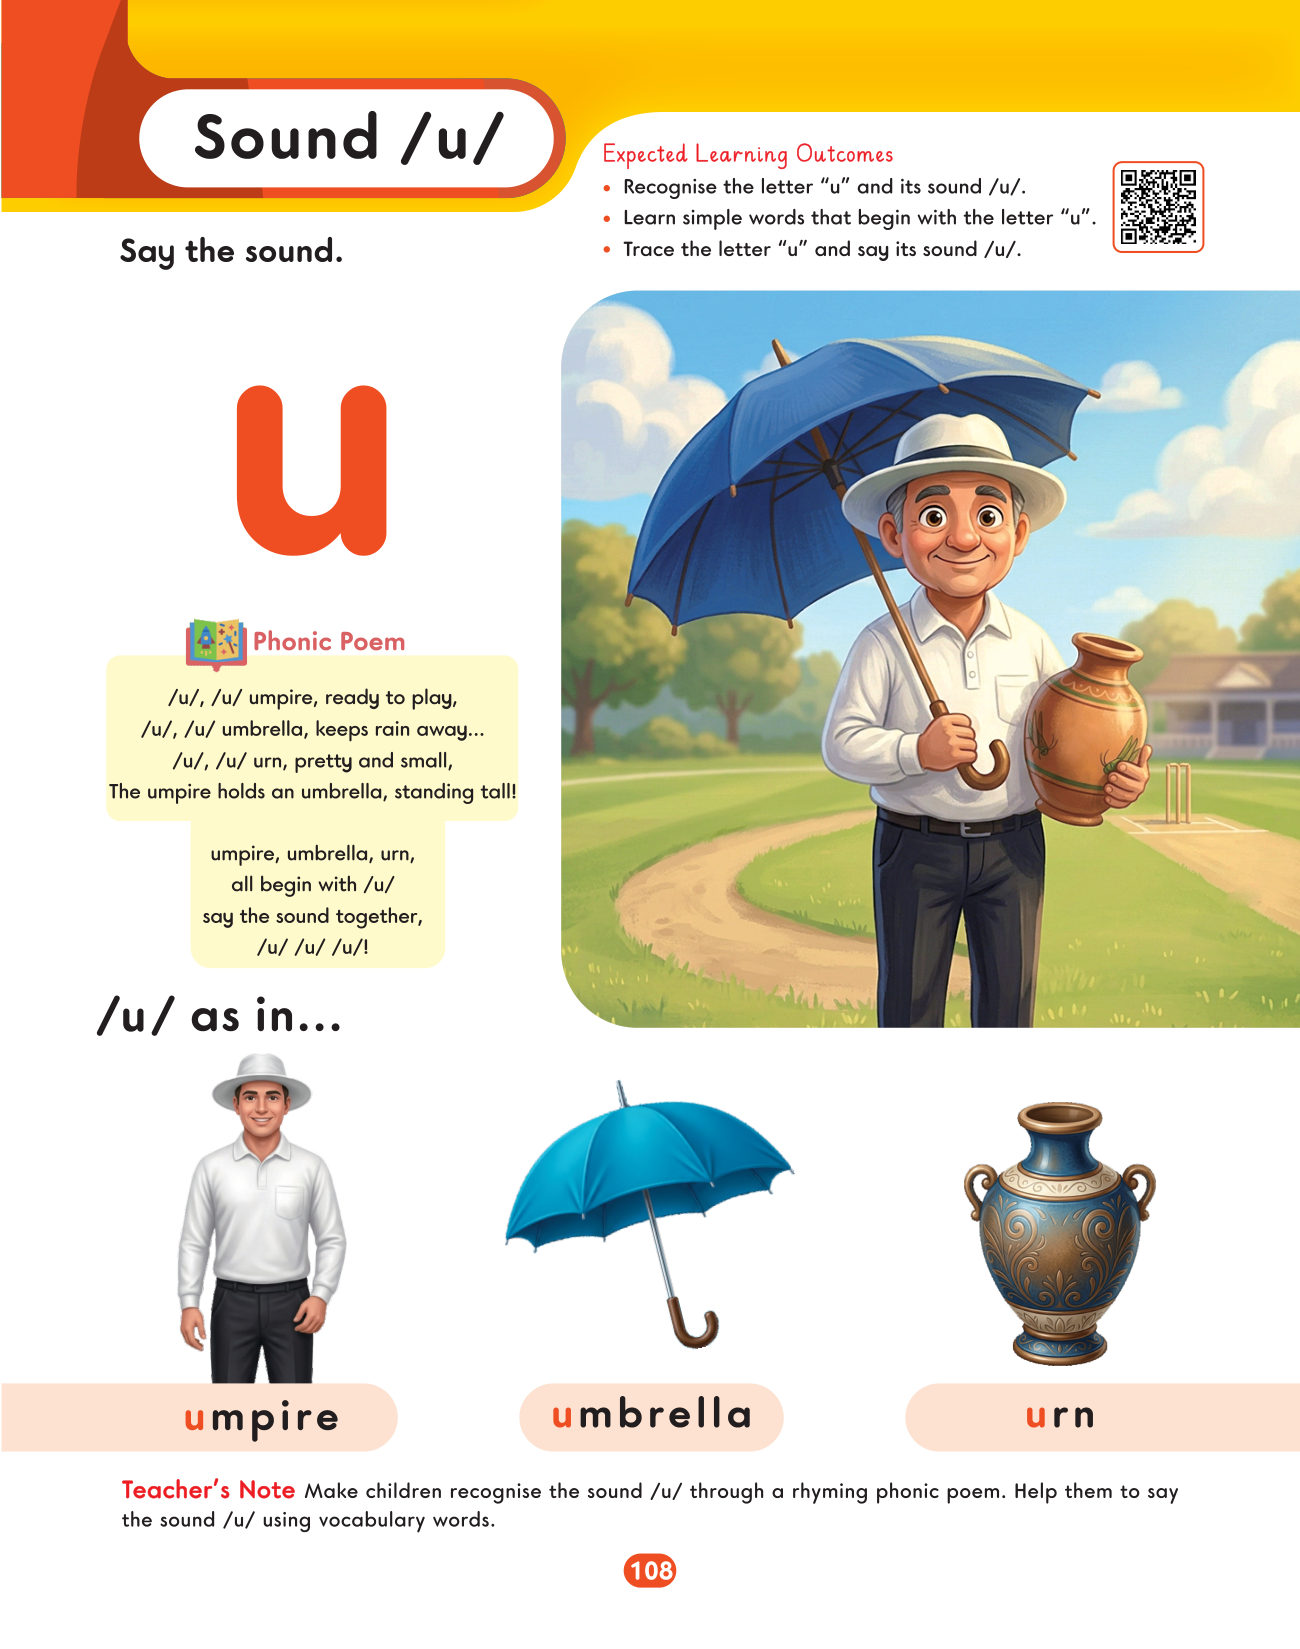 Sound /u/
Expected Learning Outcomes
• Recognise the letter “u” and its sound /u/.
• Learn simple words that begin with the letter “u”.
• Trace the letter “u” and say its sound /u/.
Say the sound.
u
Phonic Poem
/u/, /u/ umpire, ready to play,
/u/, /u/ umbrella, keeps rain away...
/u/, /u/ urn, pretty and small,
The umpire holds an umbrella, standing tall!
umpire, umbrella, urn,
all begin with /u/
say the sound together,
/u/ /u/ /u/!
/u/ as in...
umpire
umbrella
urn
Teacher’s Note Make children recognise the sound /u/ through a rhyming phonic poem. Help them to say
the sound /u/ using vocabulary words.
108